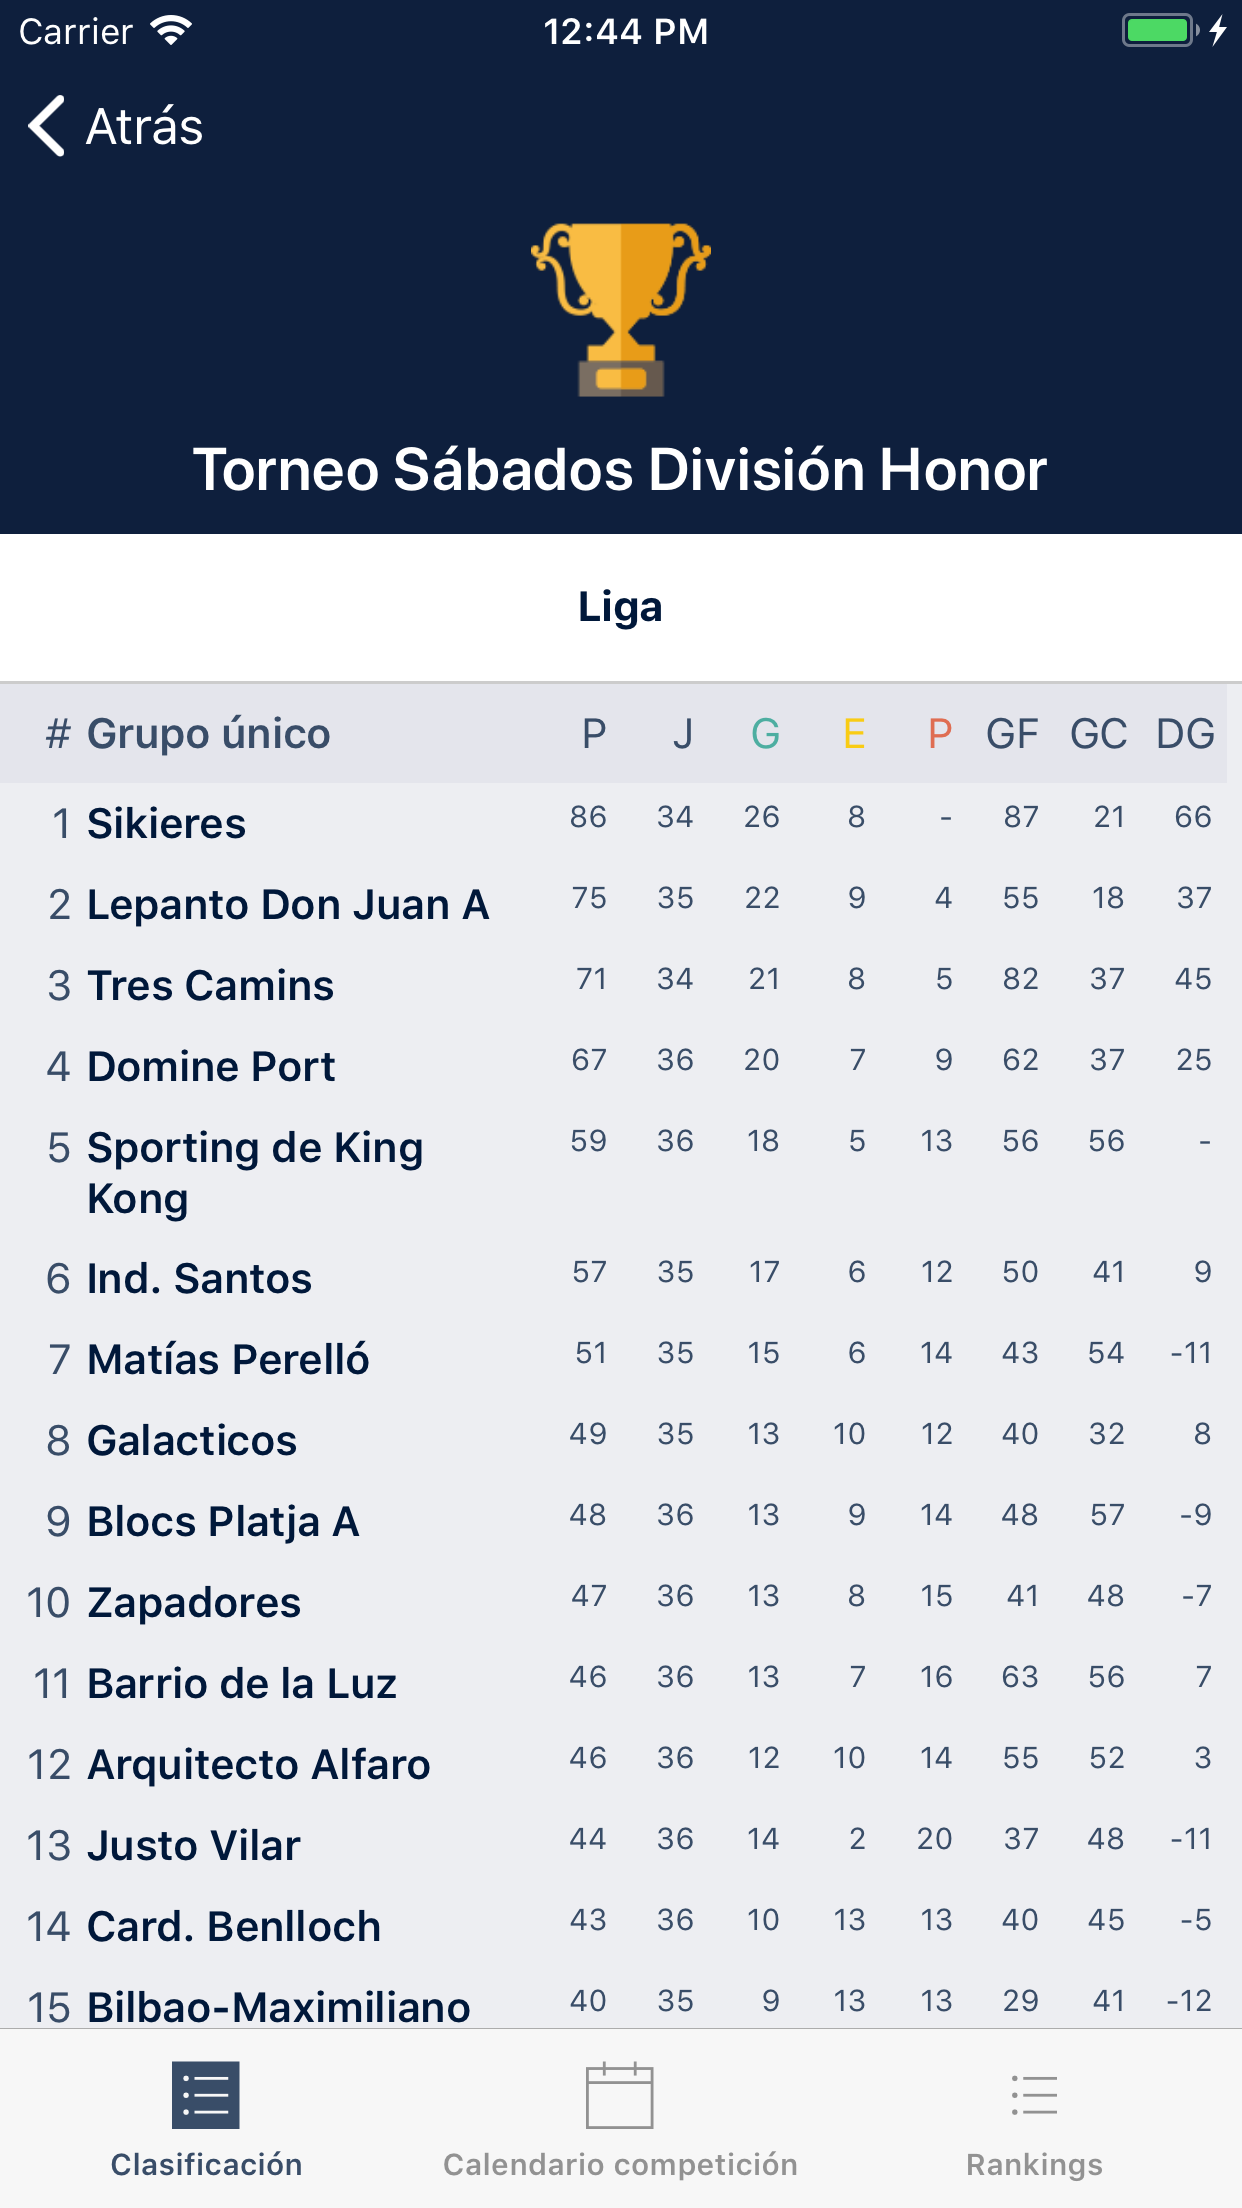 Carrier 12:44 PM
Atrás
Torneo Sábados División Honor
Liga
# Grupo único P J G E P GF GC DG
1 Sikieres 86 34 26 8 - 87 21 66
2 Lepanto Don Juan A 75 35 22 9 4 55 18 37
3 Tres Camins 71 34 21 8 5 82 37 45
4 Domine Port 67 36 20 7 9 62 37 25
5 Sporting de King 59 36 18 5 13 56 56 -
Kong
6 Ind. Santos 57 35 17 6 12 50 41 9
7 Matías Perelló 51 35 15 6 14 43 54 -11
8 Galacticos 49 35 13 10 12 40 32 8
9 Blocs Platja A 48 36 13 9 14 48 57 -9
10 Zapadores 47 36 13 8 15 41 48 -7
11 Barrio de la Luz 46 36 13 7 16 63 56 7
12 Arquitecto Alfaro 46 36 12 10 14 55 52 3
13 Justo Vilar 44 36 14 2 20 37 48 -11
14 Card. Benlloch 43 36 10 13 13 40 45 -5
15 Bilbao-Maximiliano 40 35 9 13 13 29 41 -12
Clasificación Calendario competición Rankings